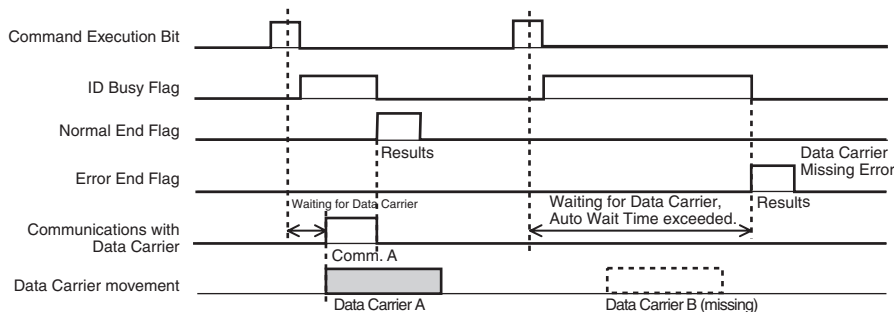 Command Execution Bit
ID Busy Flag
Normal End Flag
Results
Data Carrier
Missing Error
Error End Flag
Results
Waiting for Data Carrier
Waiting for Data Carrier,
Auto Wait Time exceeded.
Communications with
Data Carrier
Comm. A
Data Carrier movement
Data Carrier A
Data Carrier B (missing)